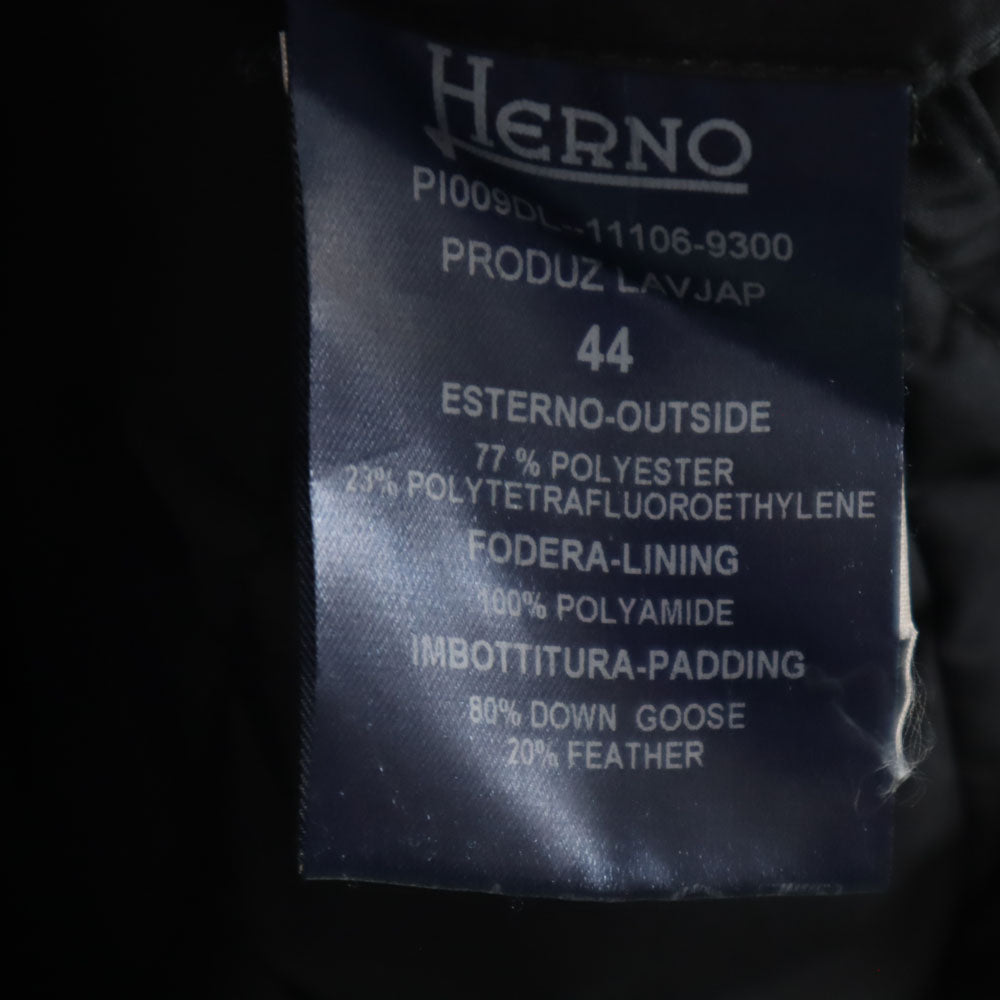 HERNO
PI009DL--11106-9300
PRODUZ LAVJAP
44
ESTERNO-OUTSIDE
77 % POLYESTER
23% POLYTETRAFLUOROETHYLENE
FODERA-LINING
100% POLYAMIDE
IMBOTTITURA-PADDING
80% DOWN GOOSE
20% FEATHER